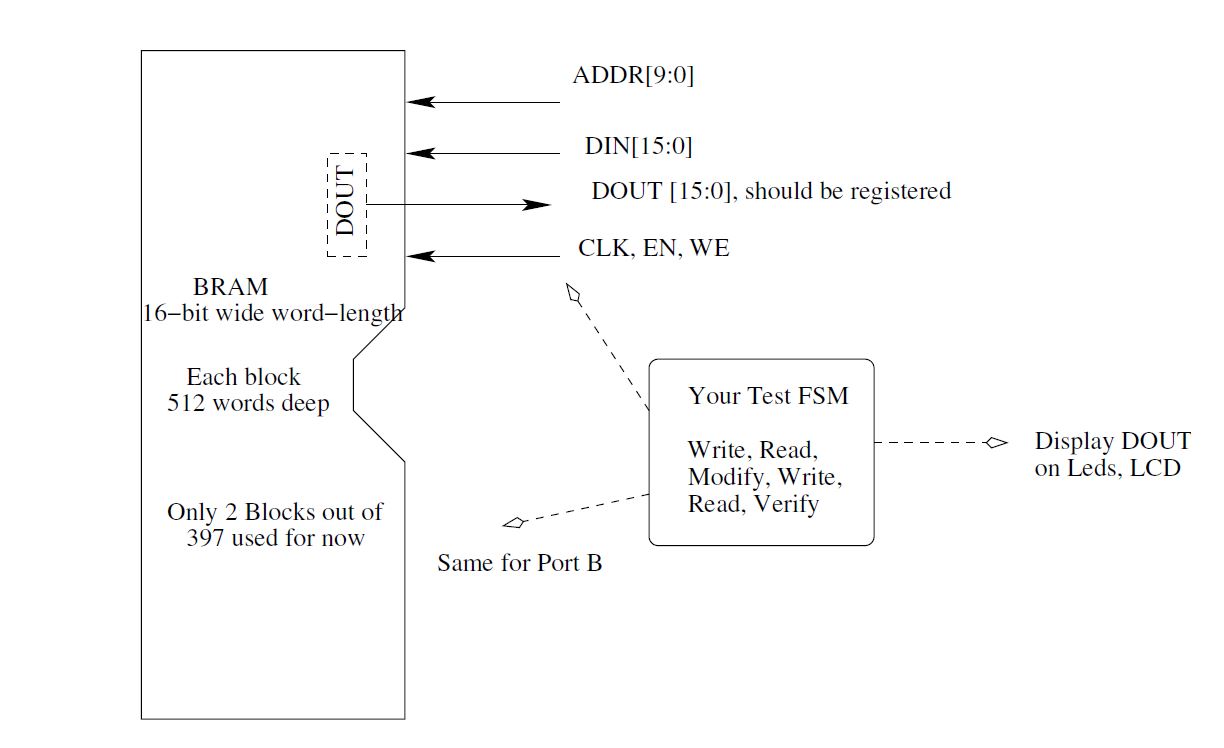 ADDR[9:0]
DIN[15:0]
DOUT [15:0], should be registered
DOUT
CLK, EN, WE
BRAM
16-bit wide word-length
Each block
512 words deep
Only 2 Blocks out of
397 used for now
Your Test FSM
Write, Read,
Modify, Write,
Read, Verify
Display DOUT
on Leds, LCD
Same for Port B